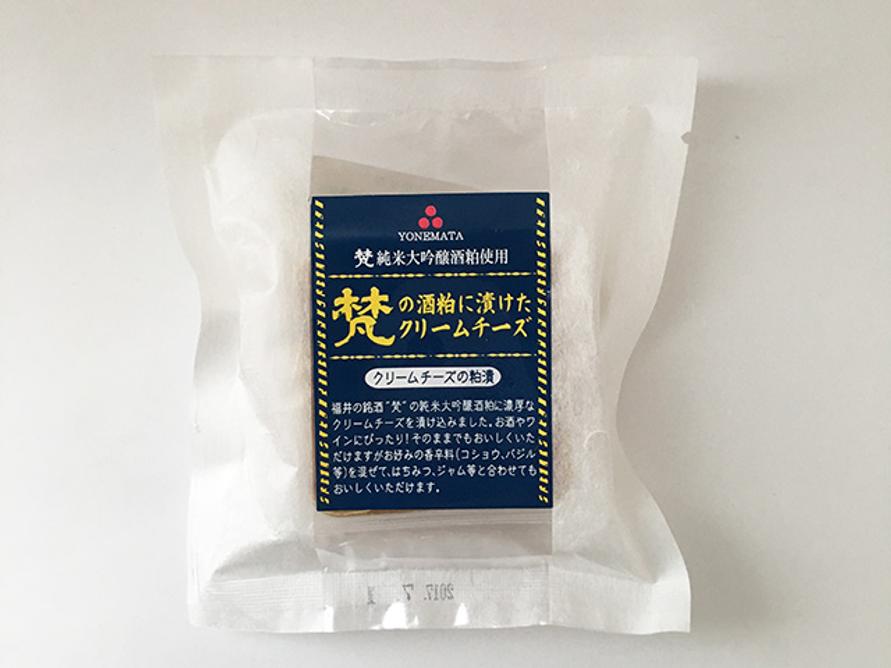 YONEMATA
梵 純米大吟醸酒粕使用
梵の酒粕に漬けた
クリームチーズ
クリームチーズの粕漬
福井の銘酒"梵"の純米大吟醸酒粕に濃厚な
クリームチーズを漬け込みました。お酒やワ
インにぴったり!そのままでもおいしくいた
だけますがお好みの香辛料(コショウ、バジル
等)を混ぜて、はちみつ、ジャム等と合わせても
おいしくいただけます。
2017. 7. 1